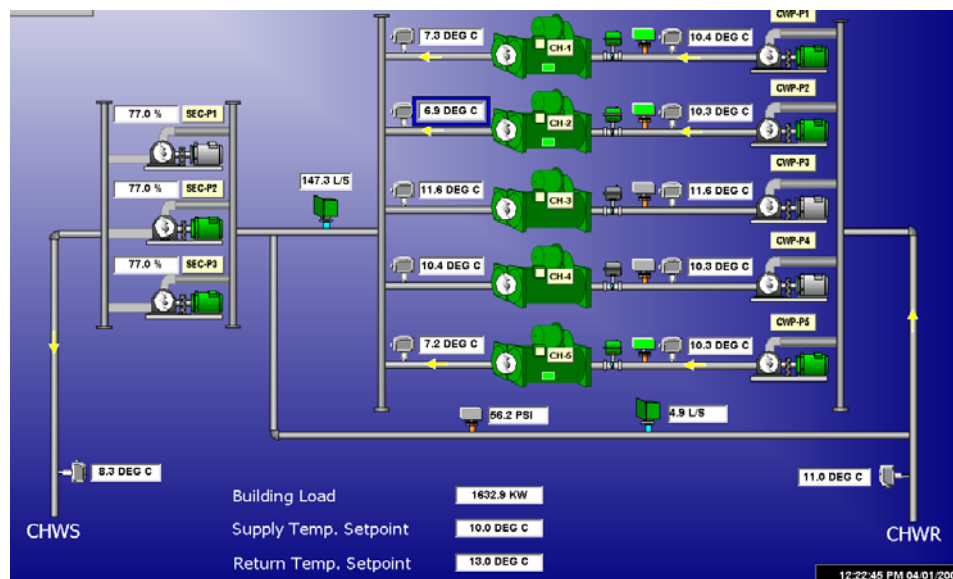 CWP-P1
7.3 DEG C
CH-1
10.4 DEG C
CWP-P2
77.0 %
SEC-P1
6.9 DEG C
CH-2
10.3 DEG C
147.3 L/S
CWP-P3
77.0 %
SEC-P2
11.6 DEG C
CH-3
11.6 DEG C
CWP-P4
77.0 %
SEC-P3
10.4 DEG C
CH-4
10.3 DEG C
CWP-P5
7.2 DEG C
CH-5
10.3 DEG C
56.2 PSI
4.9 L/S
8.3 DEG C
11.0 DEG C
Building Load
1632.9 KW
CHWS
Supply Temp. Setpoint
10.0 DEG C
CHWR
Return Temp. Setpoint
13.0 DEG C
12:22:45 PM